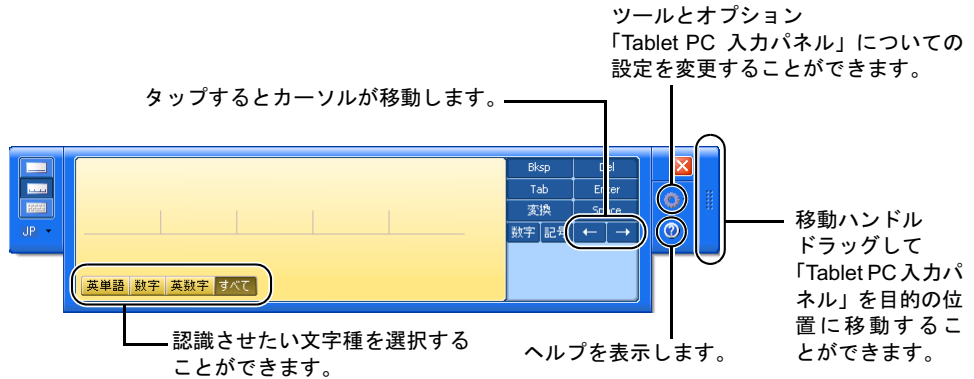 ツールとオプション
「Tablet PC 入力パネル」についての
設定を変更することができます。
タップするとカーソルが移動します。
Bksp Del
Tab Enter
変換 Space
数字 記号 ← →
JP
英単語 数字 英数字 すべて
移動ハンドル
ドラッグして
「Tablet PC 入力パ
ネル」を目的の位
置に移動するこ
とができます。
認識させたい文字種を選択する
ことができます。
ヘルプを表示します。